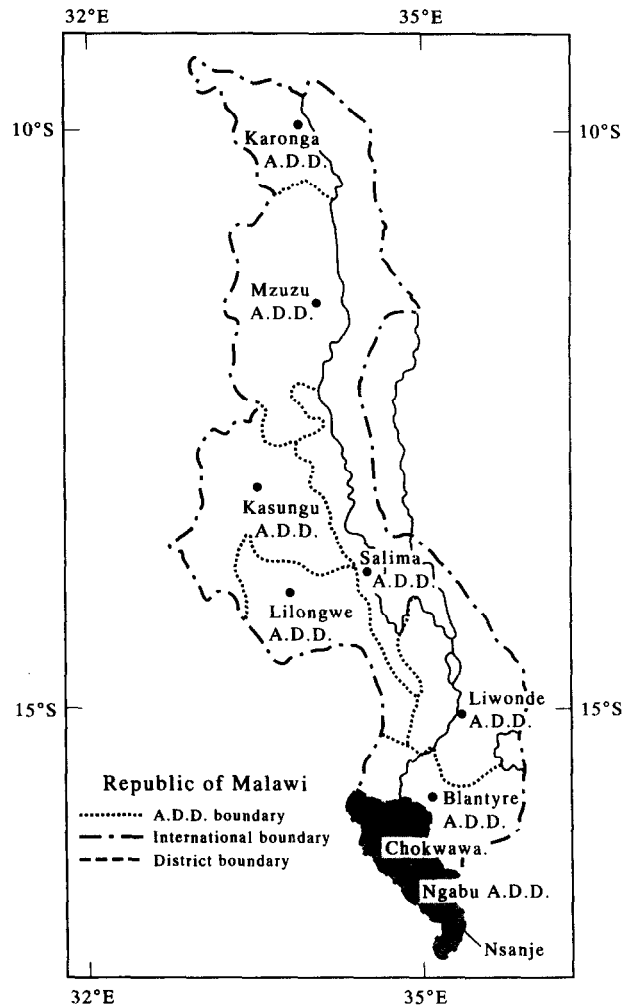 32°E 35°E
10°S 10°S
Karonga
A.D.D.
Mzuzu
A.D.D.
Kasungu
A.D.D.
Salima
A.D.D.
Lilongwe
A.D.D.
15°S 15°S
Liwonde
A.D.D.
Republic of Malawi
A.D.D. boundary
International boundary
District boundary
Blantyre
A.D.D.
Chokwawa.
Ngabu A.D.D.
Nsanje
32°E 35°E